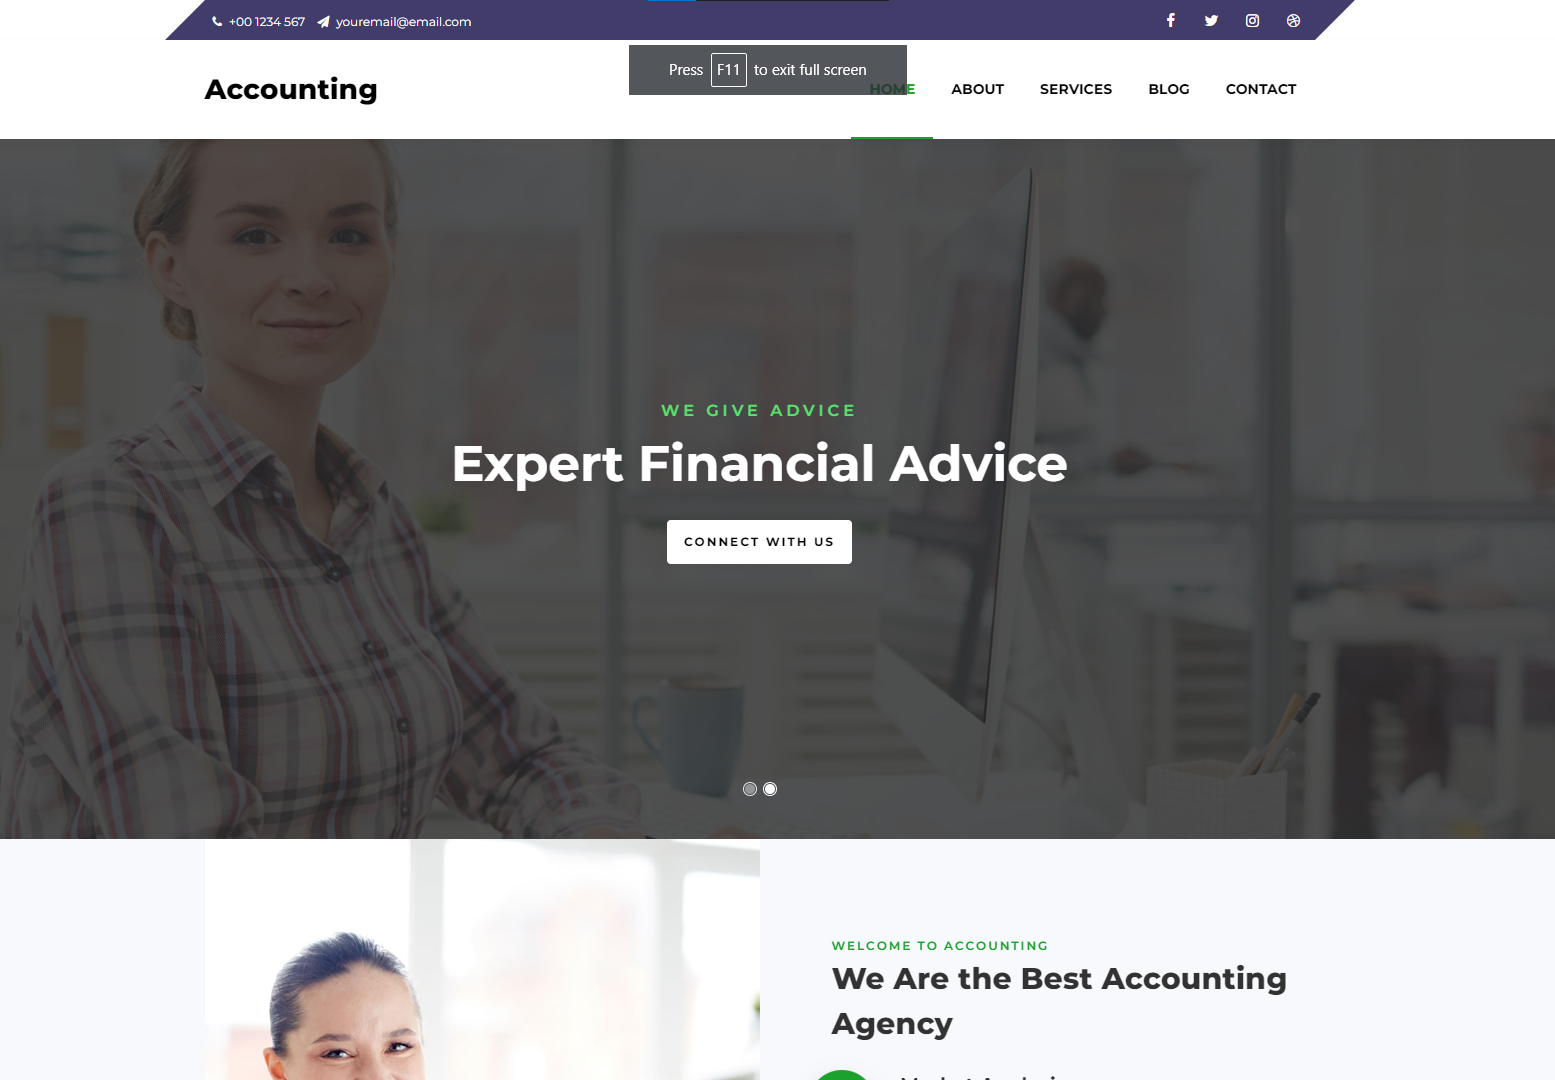 +00 1234 567 youremail@email.com
Press F11 to exit full screen
Accounting
HOME ABOUT SERVICES BLOG CONTACT
WE GIVE ADVICE
Expert Financial Advice
CONNECT WITH US
WELCOME TO ACCOUNTING
We Are the Best Accounting
Agency